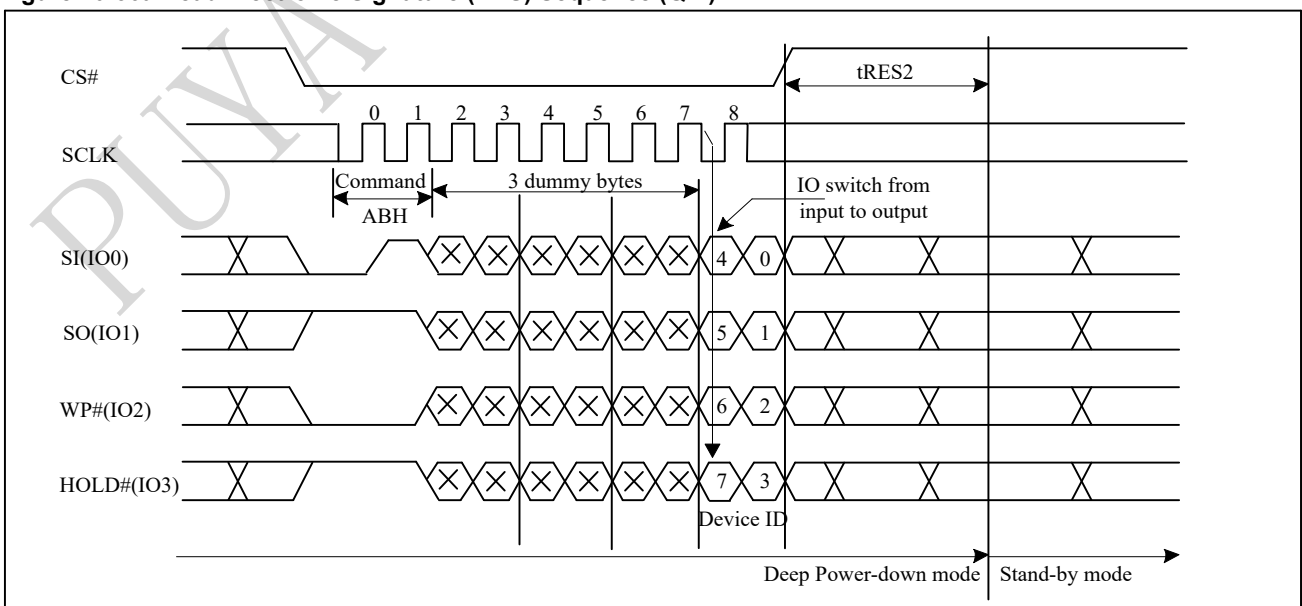 PUYA
CS#
tRES2
0 1 2 3 4 5 6 7 8
SCLK
Command
3 dummy bytes
IO switch from
input to output
ABH
SI(IO0)
4 0
SO(IO1)
5 1
WP#(IO2)
6 2
HOLD#(IO3)
7 3
Device ID
Deep Power-down mode
Stand-by mode